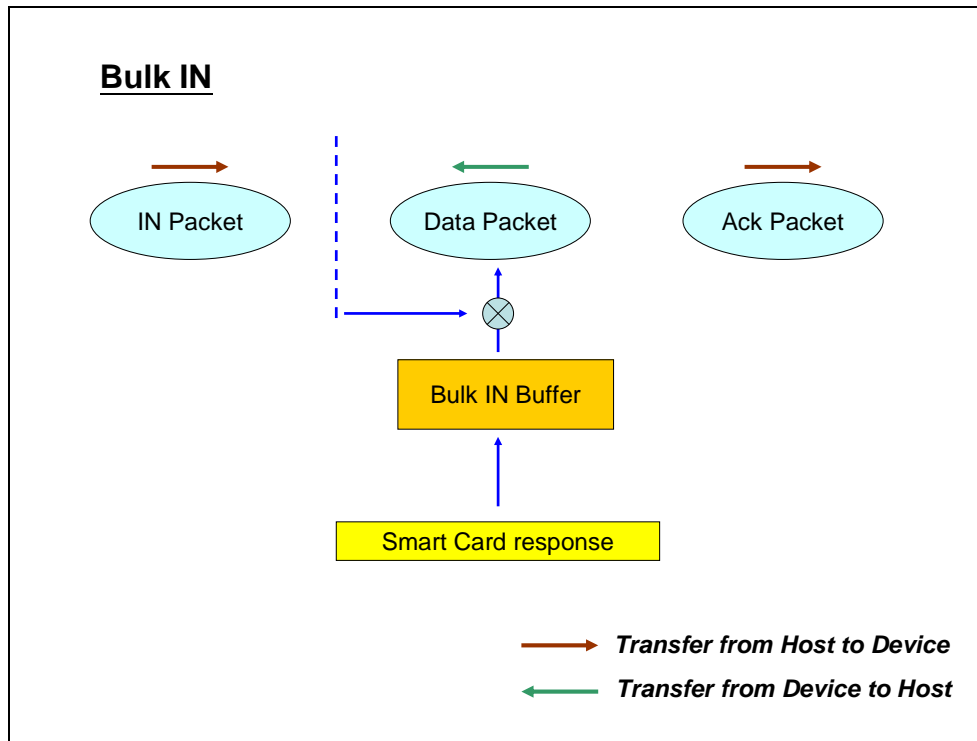 Bulk IN
IN Packet
Data Packet
Ack Packet
Bulk IN Buffer
Smart Card response
Transfer from Host to Device
Transfer from Device to Host